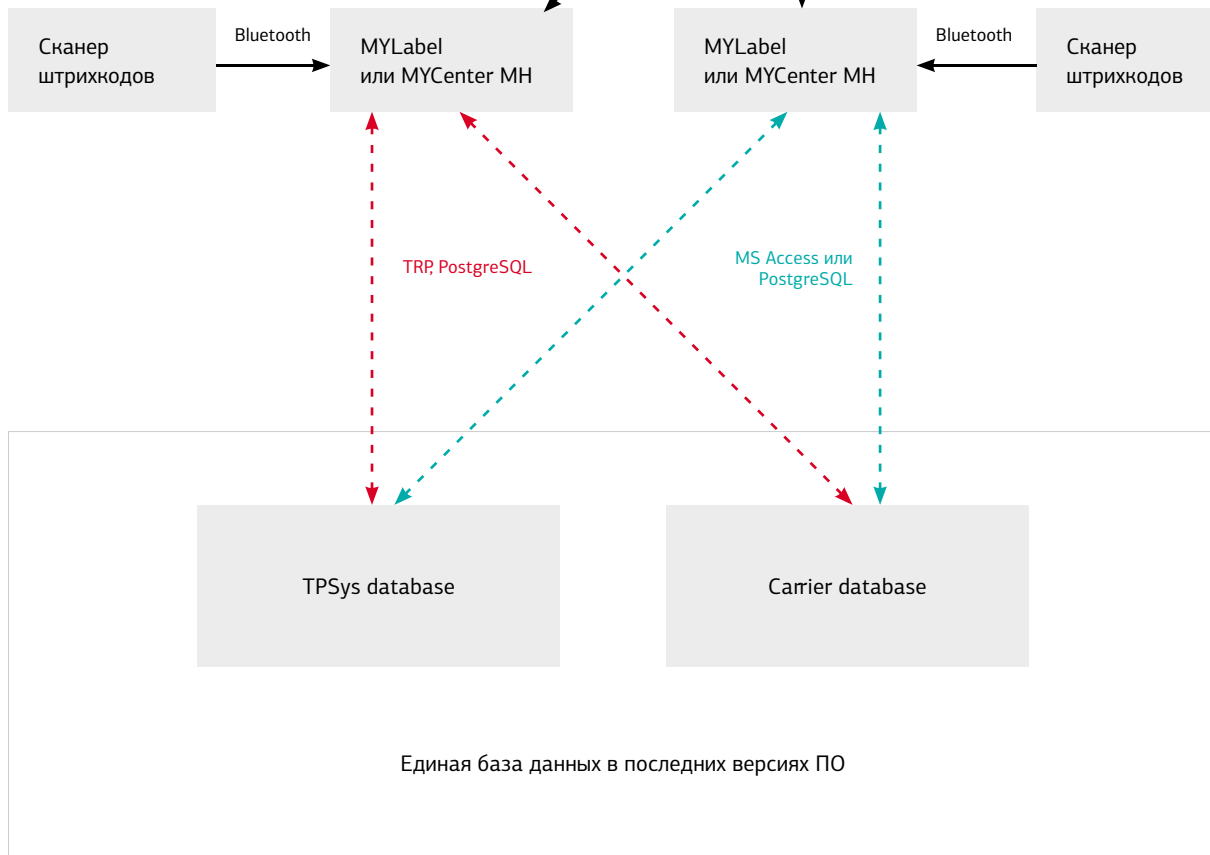 Сканер
штрихкодов
Bluetooth
MYLabel
или MYCenter MH
MYLabel
или MYCenter MH
Bluetooth
Сканер
штрихкодов
TRP, PostgreSQL
MS Access или
PostgreSQL
TPSys database
Carrier database
Единая база данных в последних версиях ПО